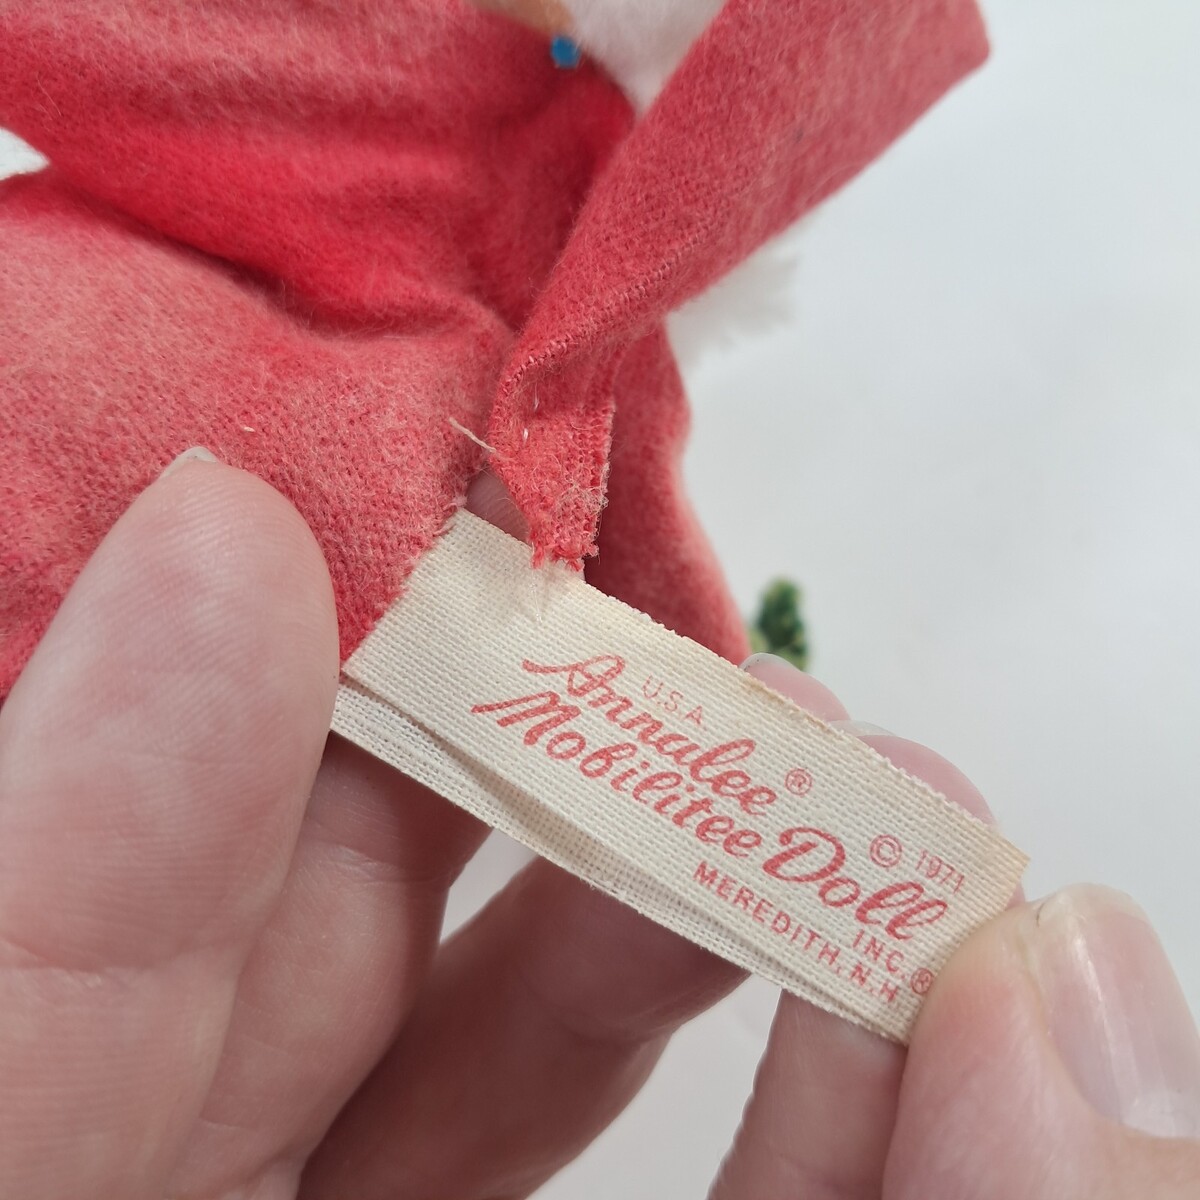 U.S.A
Annalee®
Mobilitee Doll
© 1971
INC.®
MEREDITH, N.H